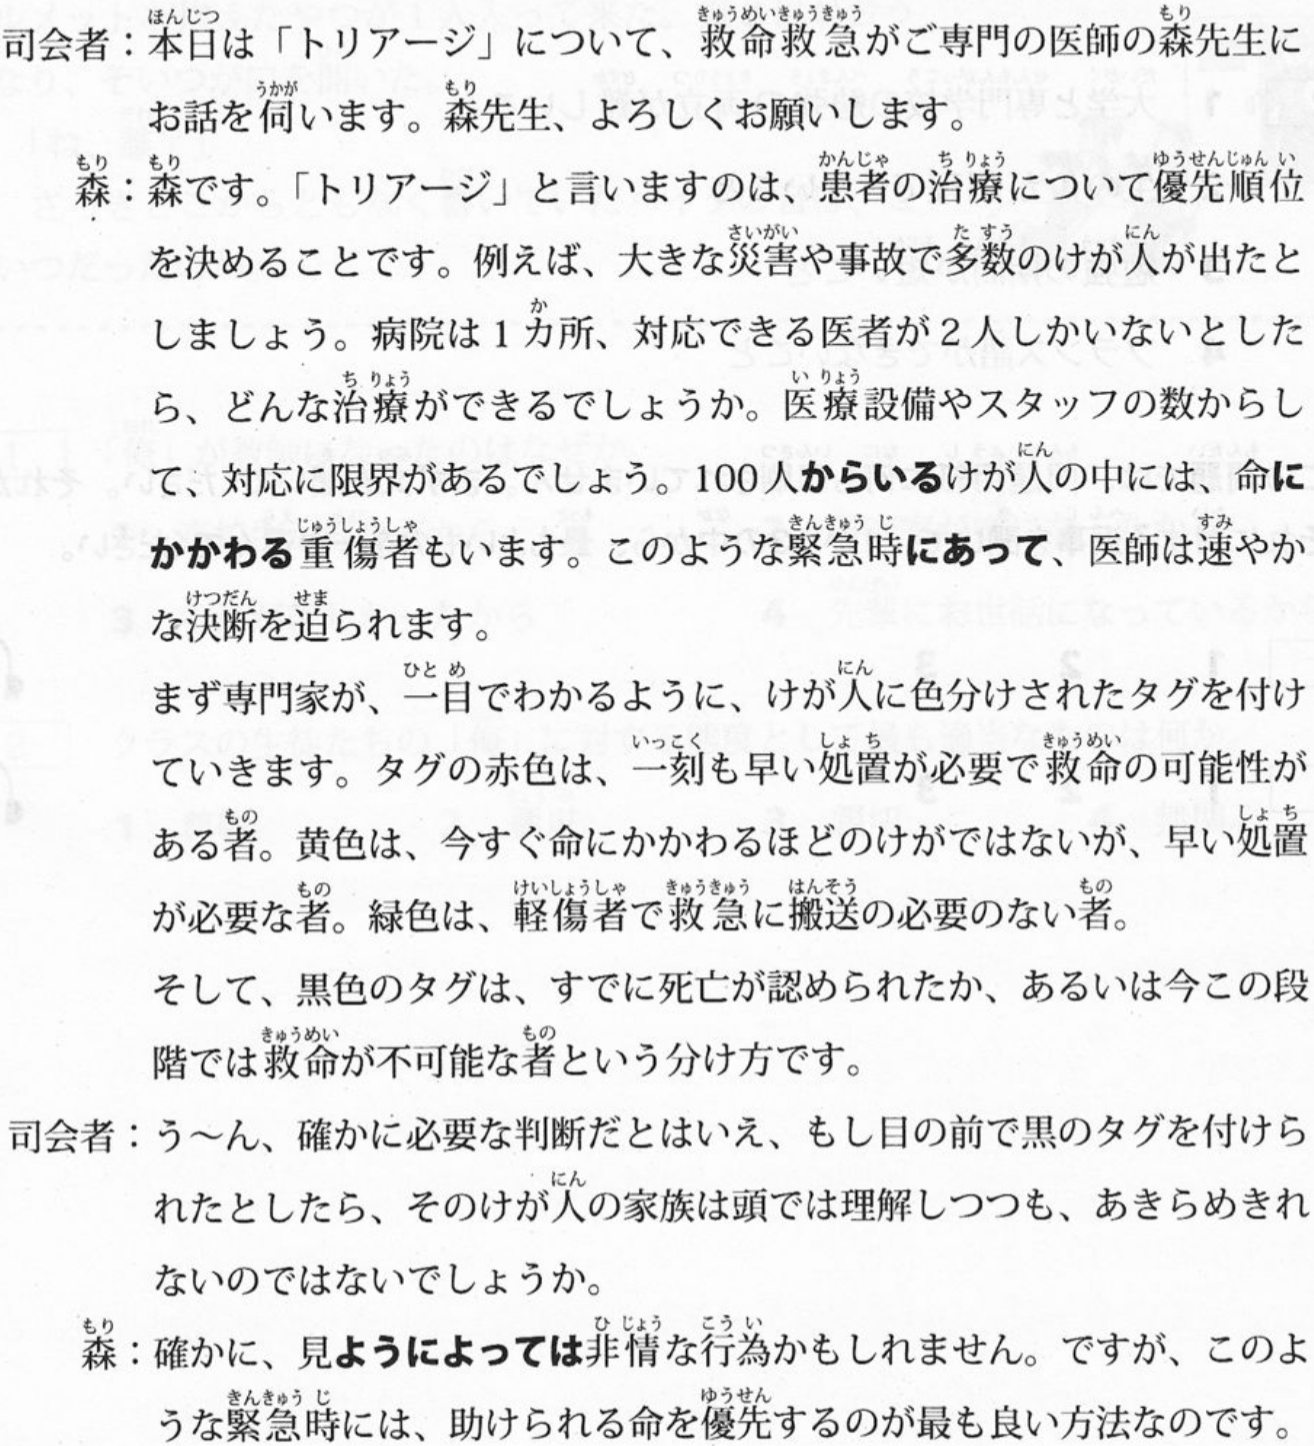 司会者：本日は「トリアージ」について、救命救急がご専門の医師の森先生に
お話を伺います。森先生、よろしくお願いします。
森：森です。「トリアージ」と言いますのは、患者の治療について優先順位
を決めることです。例えば、大きな災害や事故で多数のけが人が出たと
しましょう。病院は1カ所、対応できる医者が2人しかいないとした
ら、どんな治療ができるでしょうか。医療設備やスタッフの数からし
て、対応に限界があるでしょう。100人からいるけが人の中には、命に
かかわる重傷者もいます。このような緊急時にあって、医師は速やか
な決断を迫られます。
まず専門家が、一目でわかるように、けが人に色分けされたタグを付け
ていきます。タグの赤色は、一刻も早い処置が必要で救命の可能性が
ある者。黄色は、今すぐ命にかかわるほどのけがではないが、早い処置
が必要な者。緑色は、軽傷者で救急に搬送の必要のない者。
そして、黒色のタグは、すでに死亡が認められたか、あるいは今この段
階では救命が不可能な者という分け方です。
司会者：う〜ん、確かに必要な判断だとはいえ、もし目の前で黒のタグを付けら
れたとしたら、そのけが人の家族は頭では理解しつつも、あきらめきれ
ないのではないでしょうか。
森：確かに、見ようによっては非情な行為かもしれません。ですが、このよ
うな緊急時には、助けられる命を優先するのが最も良い方法なのです。